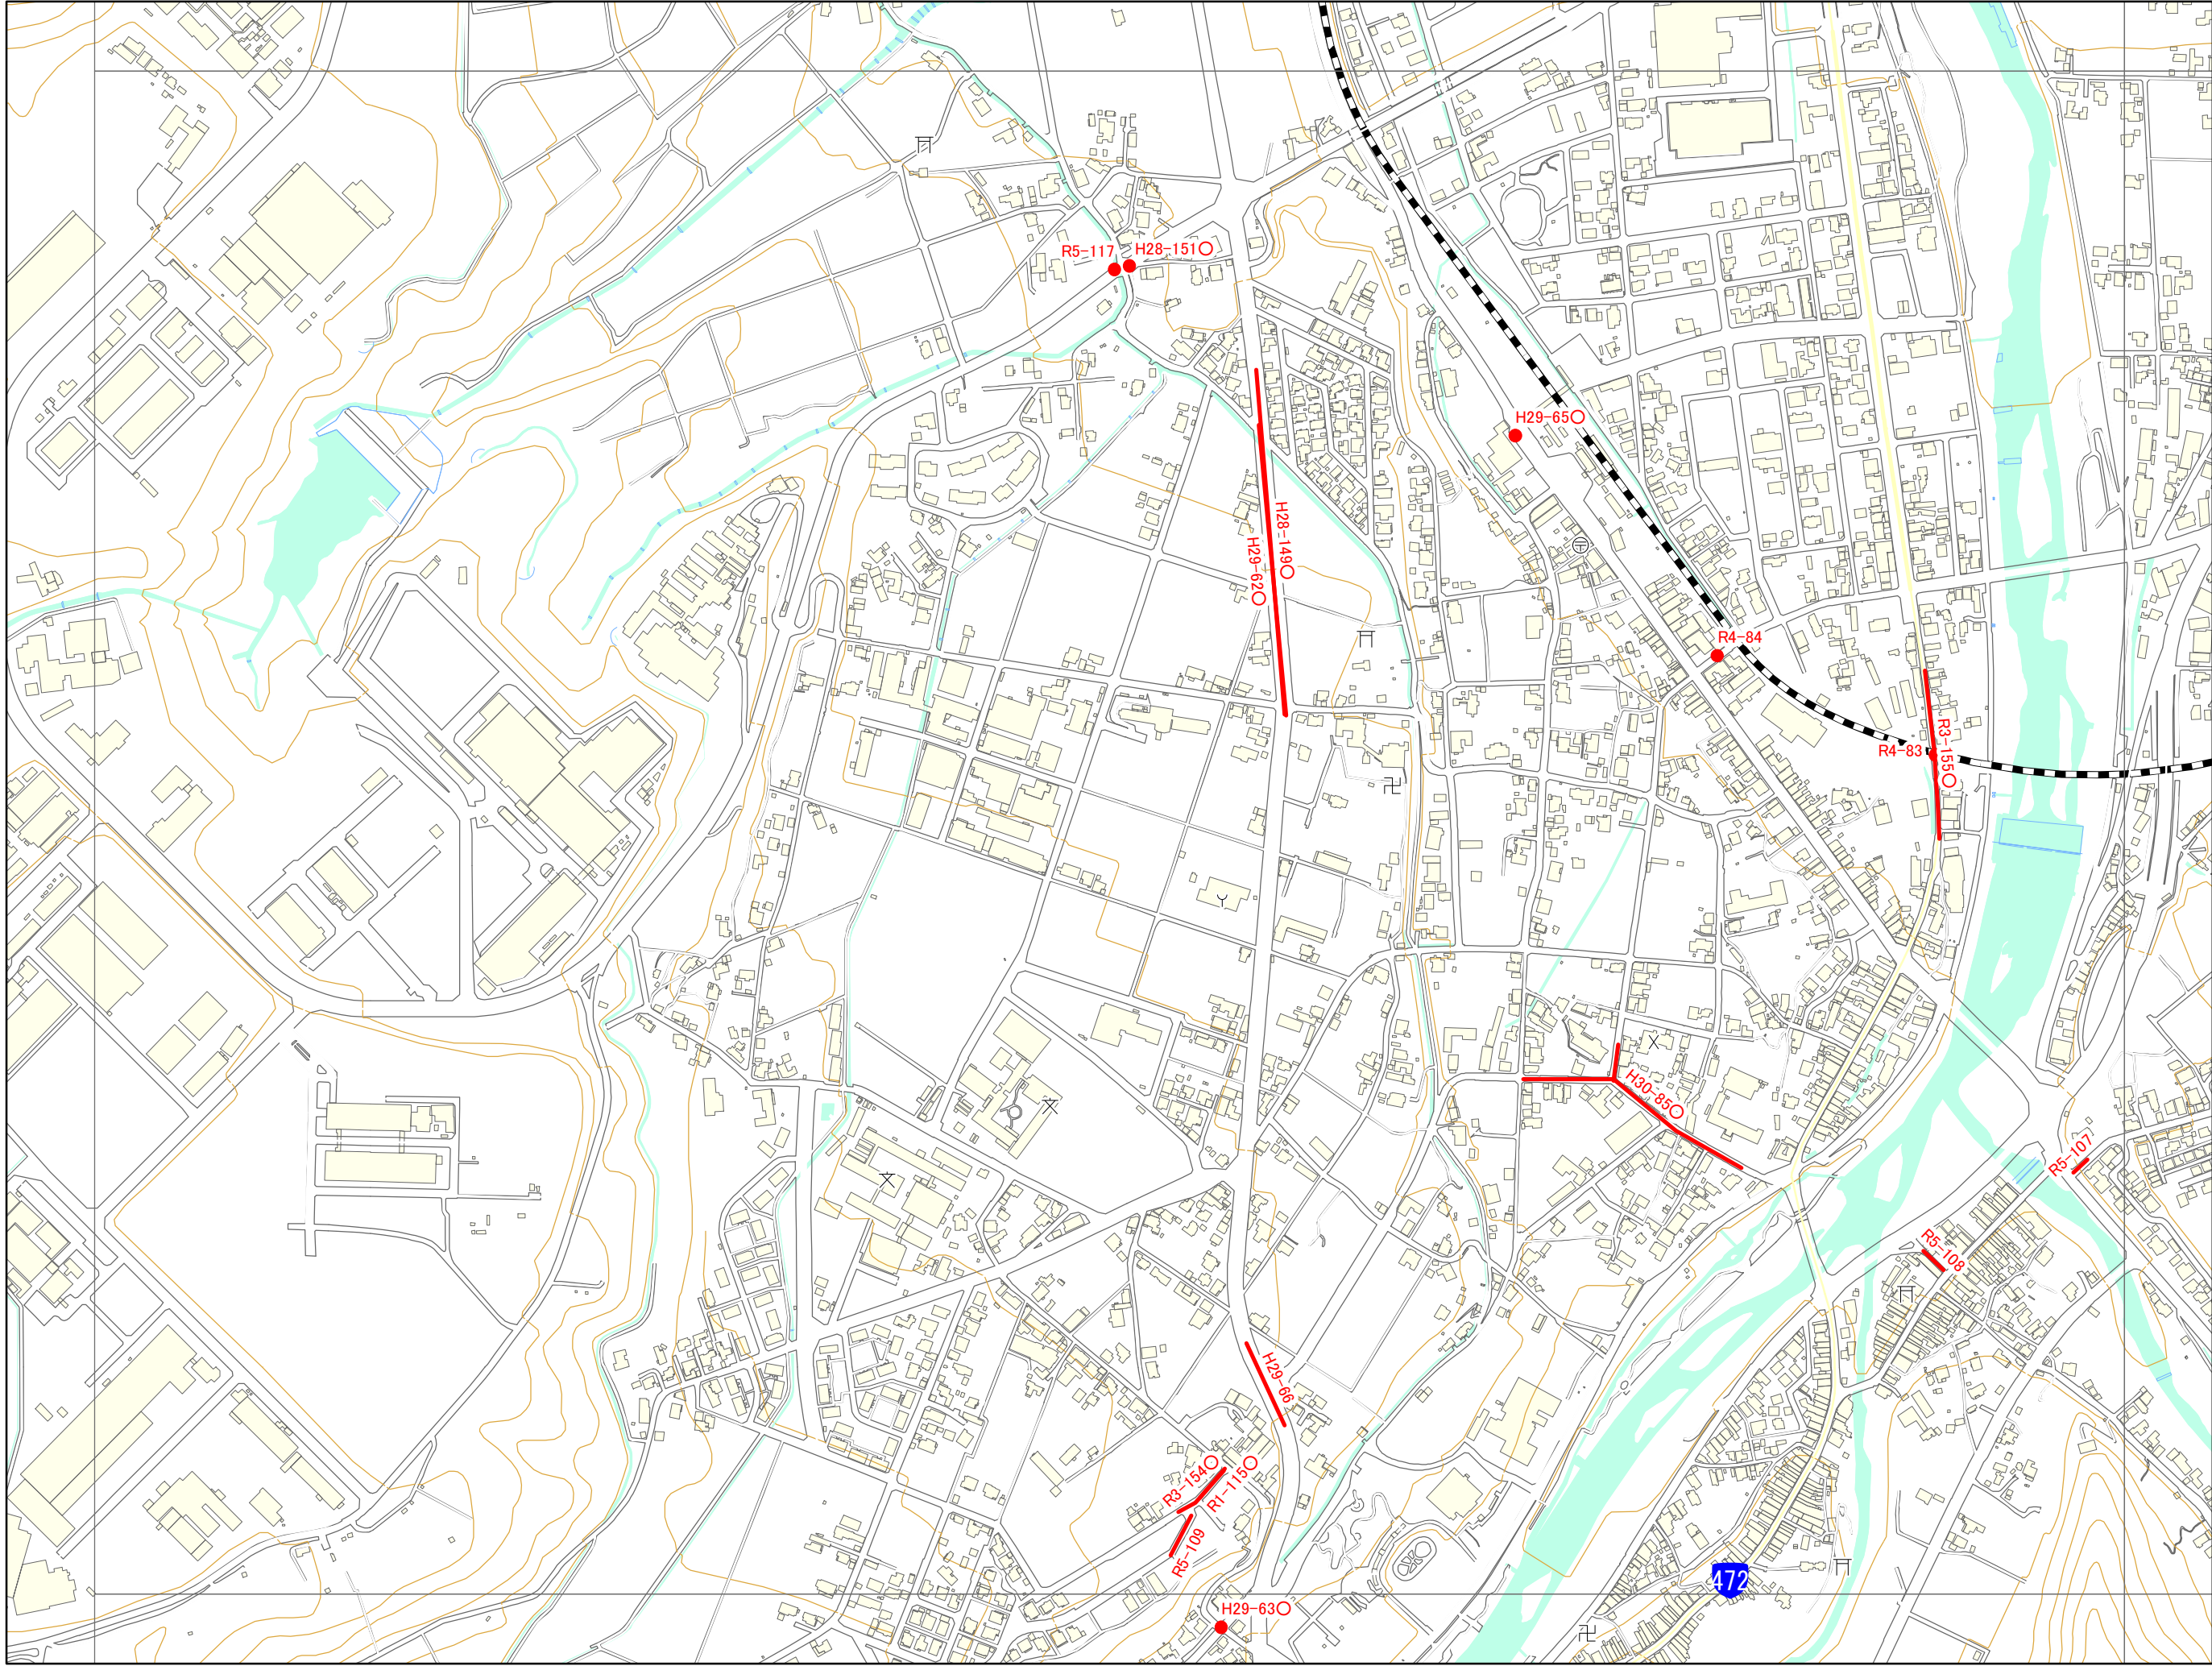 R5-117
H28-151○
H29-65○
H28-149○
H29-62○
R4-84
R3-155○
R4-83
H30-85○
R5-107
R5-108
H29-66
R3-154○
R1-115○
R5-109
472
H29-63○